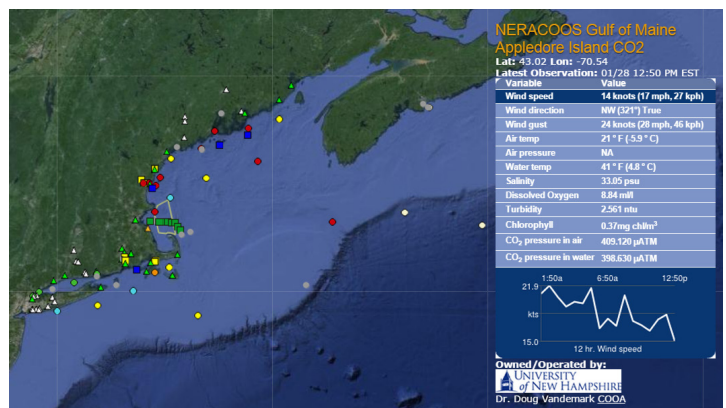 NERACOOS Gulf of Maine
Appledore Island CO2
Lat: 43.02 Lon: -70.54
Latest Observation: 01/28 12:50 PM EST
Variable Value
Wind speed 14 knots (17 mph, 27 kph)
Wind direction NW (321°) True
Wind gust 24 knots (28 mph, 46 kph)
Air temp 21 ° F (-5.9 ° C)
Air pressure NA
Water temp 41 ° F (4.8 ° C)
Salinity 33.05 psu
Dissolved Oxygen 8.84 ml/l
Turbidity 2.561 ntu
Chlorophyll 0.37mg chl/m³
CO₂ pressure in air 409.120 µATM
CO₂ pressure in water 398.630 µATM
1:50a 6:50a 12:50p
21.9
kts
15.0
12 hr. Wind speed
Owned/Operated by:
UNIVERSITY
of NEW HAMPSHIRE
Dr. Doug Vandemark COOA